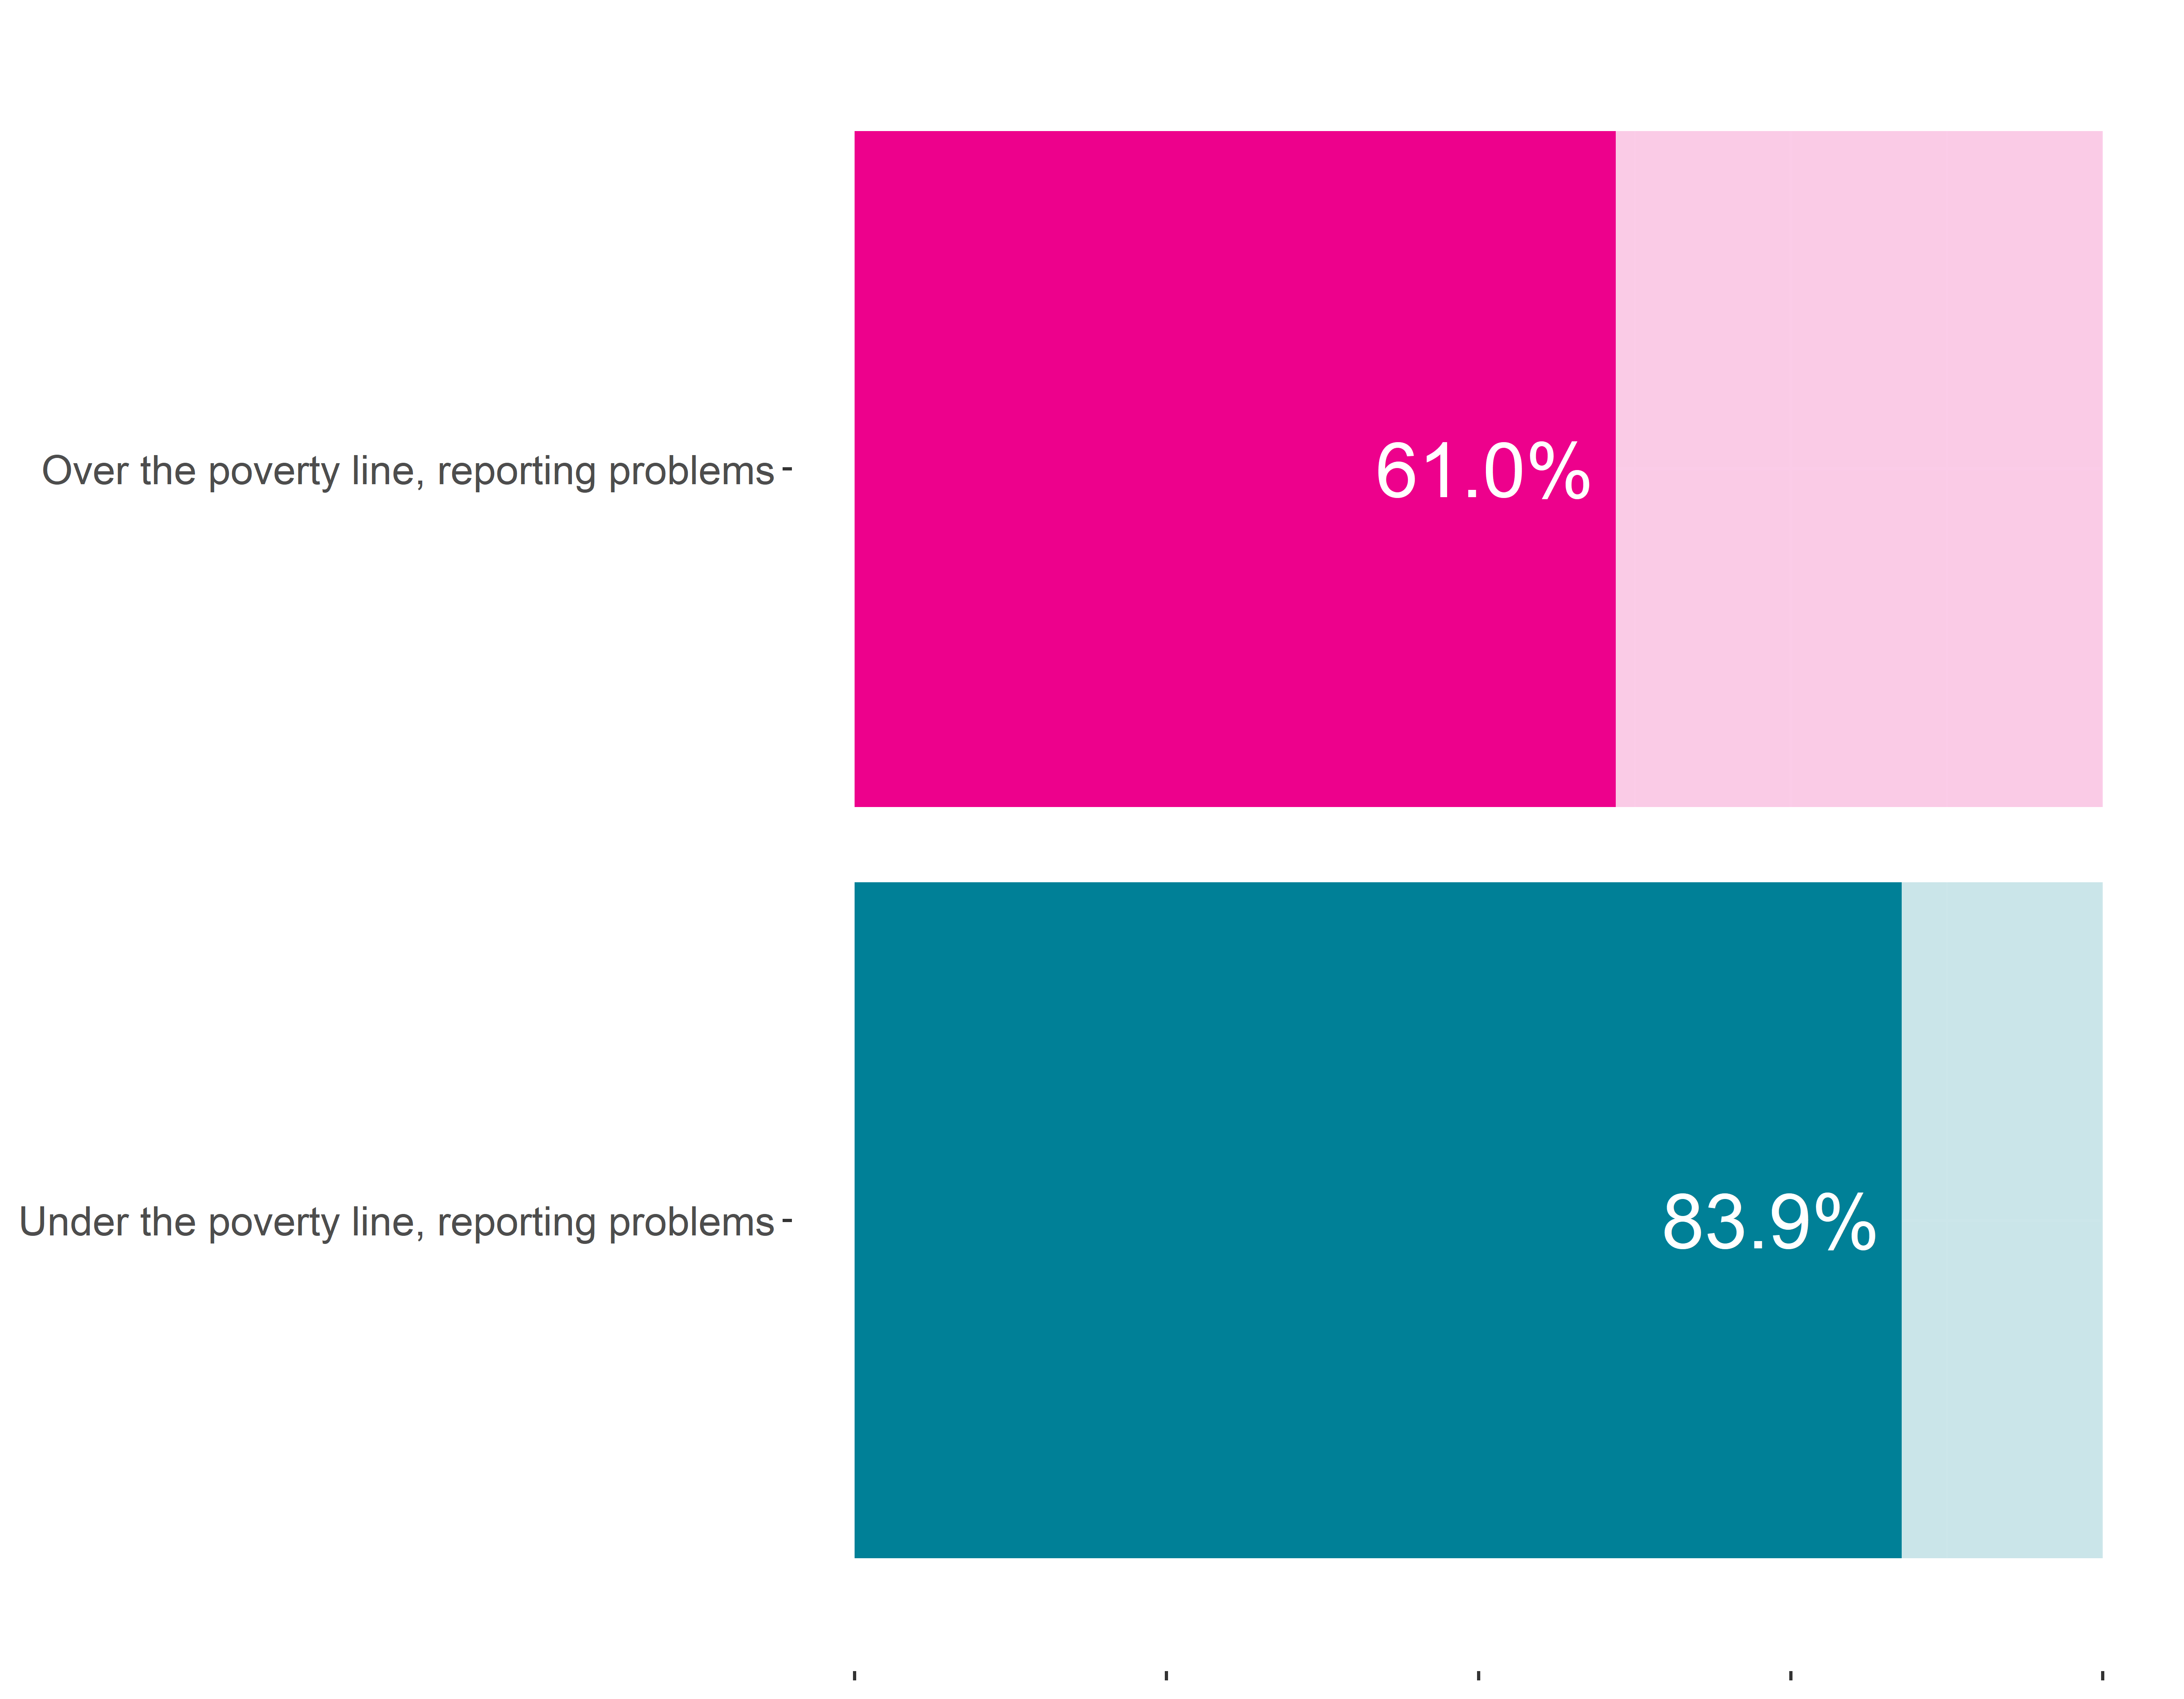 Over the poverty line, reporting problems
61.0%
Under the poverty line, reporting problems
83.9%